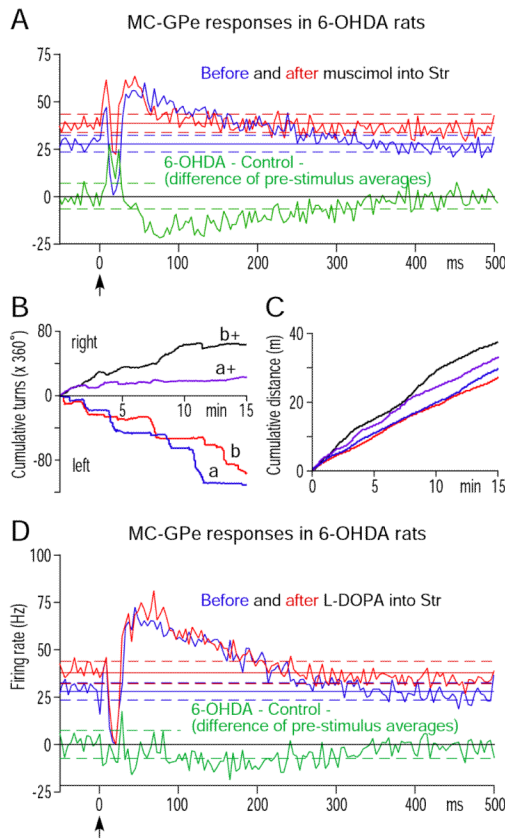 A
MC-GPe responses in 6-OHDA rats
75
Before and after muscimol into Str
50
25
6-OHDA - Control -
(difference of pre-stimulus averages)
0
-25
0 100 200 300 400 ms 500
B
C
Cumulative turns (x 360°)
80
right
b+
a+
0
5 10 min 15
-80
left
b
a
Cumulative distance (m)
40
20
0
0 5 10 min 15
D
MC-GPe responses in 6-OHDA rats
Firing rate (Hz)
100
75
Before and after L-DOPA into Str
50
25
6-OHDA - Control -
(difference of pre-stimulus averages)
0
-25
0 100 200 300 400 ms 500